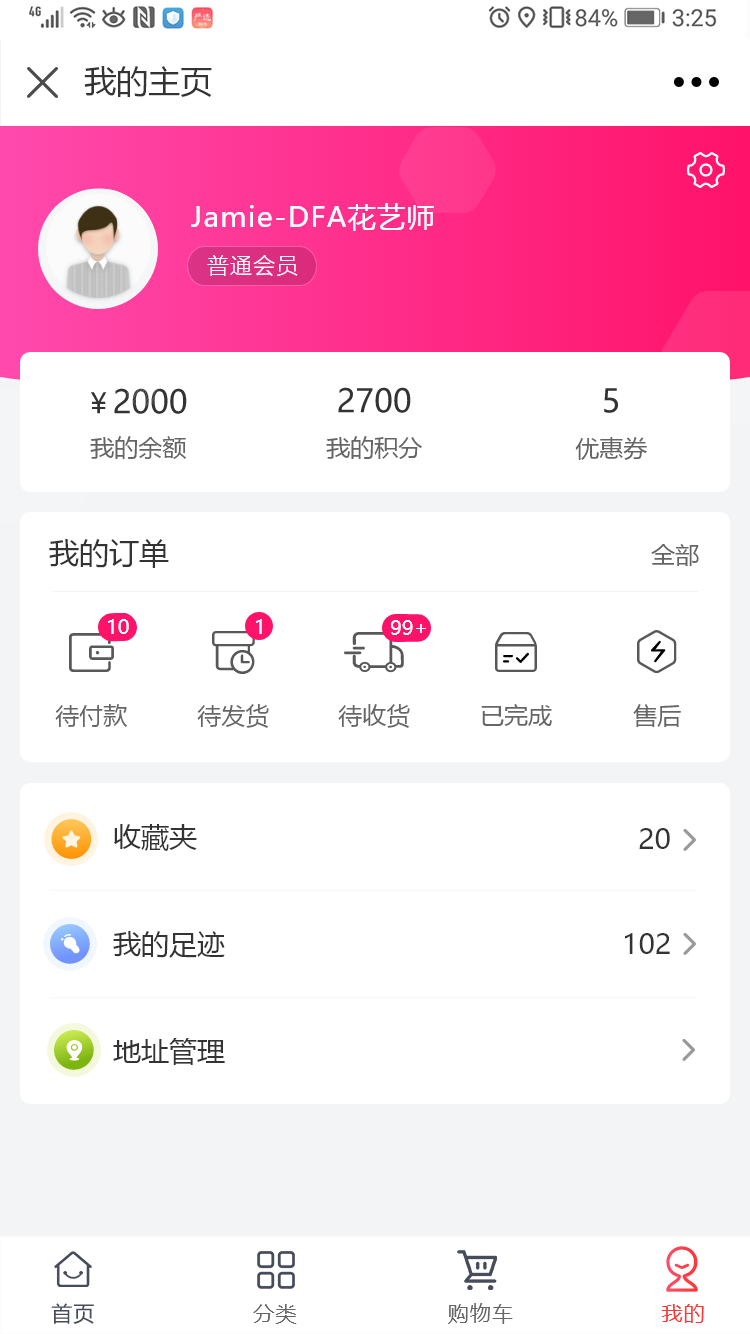 4G 84% 3:25
我的主页
Jamie-DFA花艺师
普通会员
¥2000 2700 5
我的余额 我的积分 优惠券
我的订单 全部
10 1 99+
待付款 待发货 待收货 已完成 售后
收藏夹 20
我的足迹 102
地址管理
首页 分类 购物车 我的